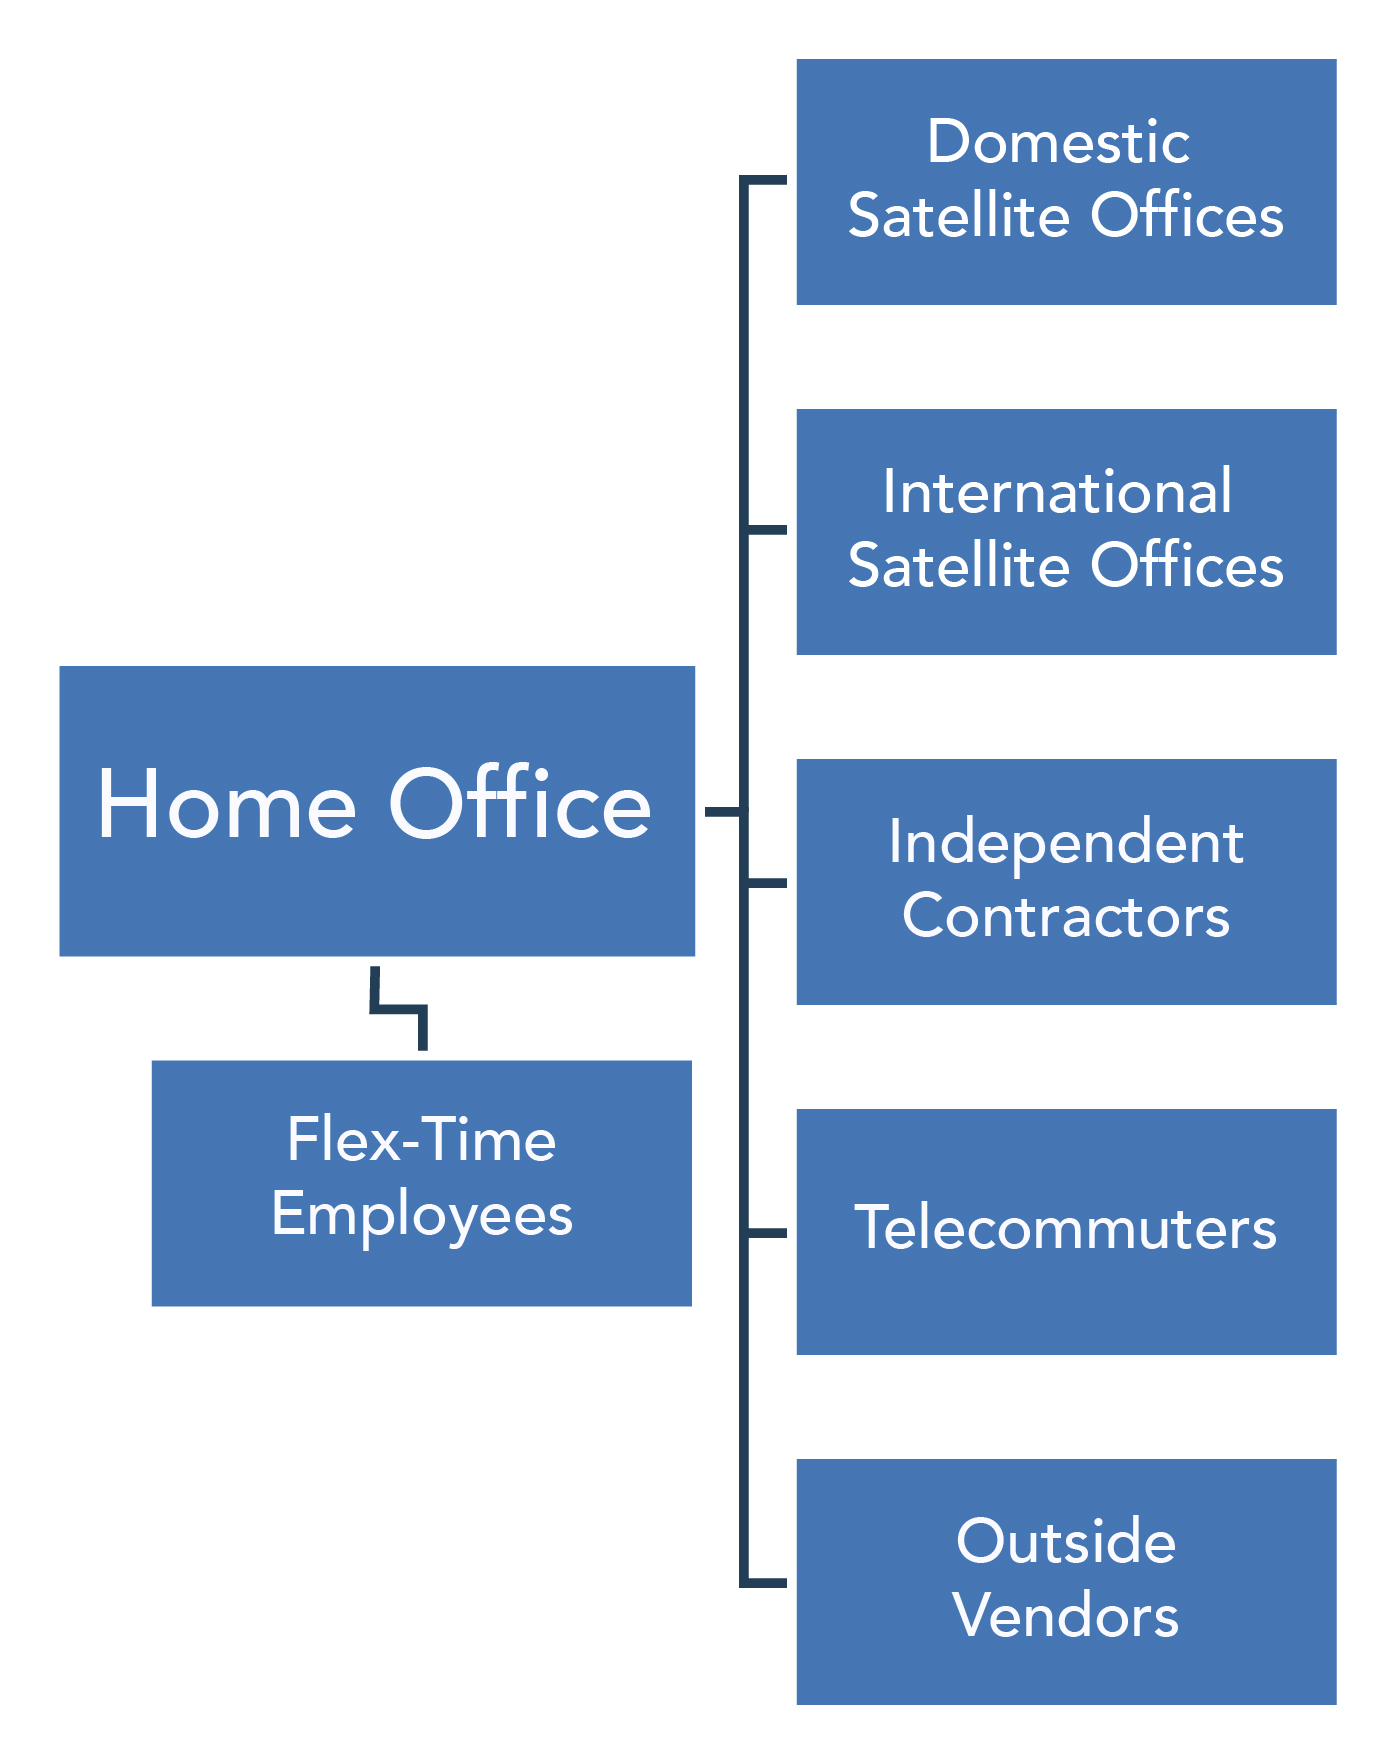 Domestic
Satellite Offices
International
Satellite Offices
Home Office
Independent
Contractors
Flex-Time
Employees
Telecommuters
Outside
Vendors